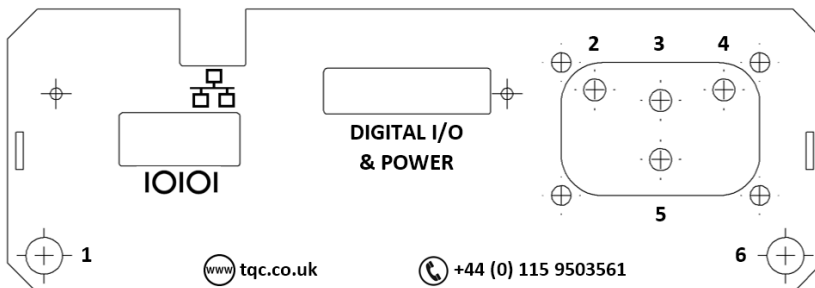 2 3 4
DIGITAL I/O
& POWER
IOIOI
5
1
6
www tqc.co.uk
+44 (0) 115 9503561